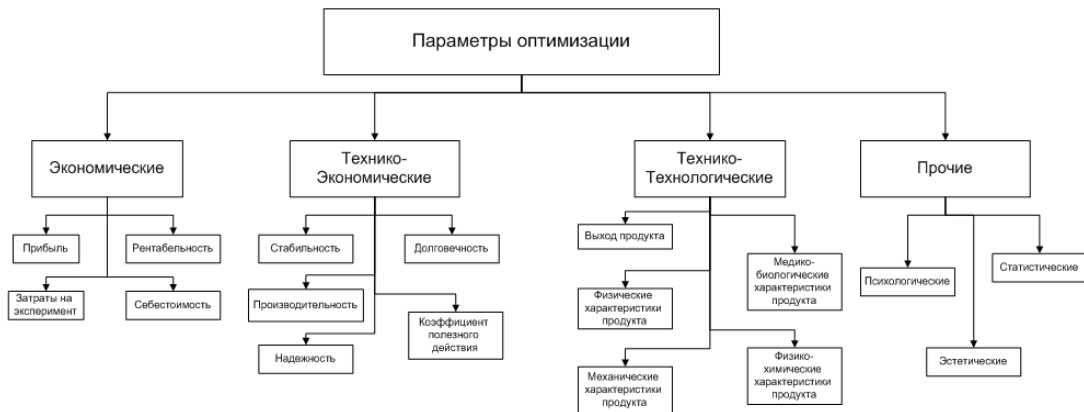 Параметры оптимизации
Экономические
Технико-
Экономические
Технико-
Технологические
Прочие
Прибыль
Рентабельность
Затраты на
эксперимент
Себестоимость
Стабильность
Долговечность
Производительность
Коэффициент
полезного
действия
Надежность
Выход продукта
Медико-
биологические
характеристики
продукта
Физические
характеристики
продукта
Механические
характеристики
продукта
Физико-
химические
характеристики
продукта
Психологические
Статистические
Эстетические